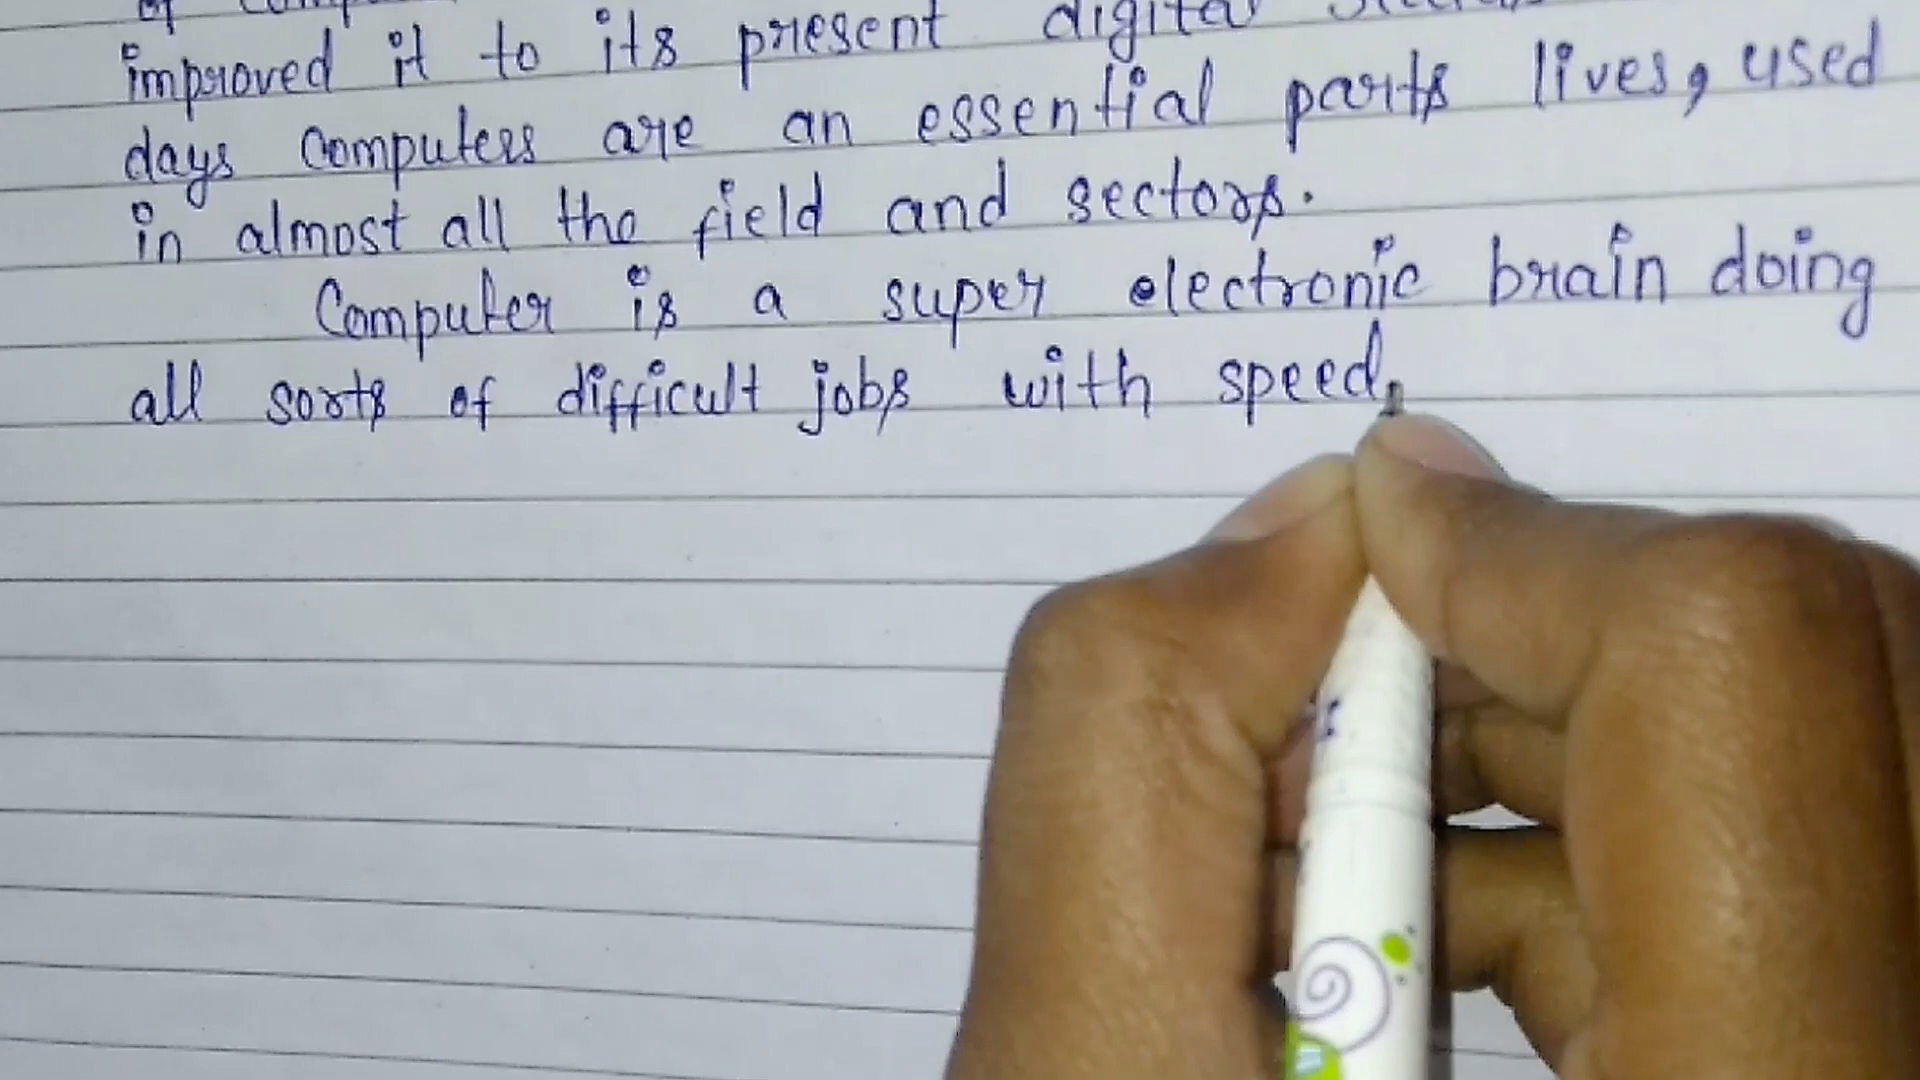 improved it to its present digital
days computers are an essential parts lives, used
in almost all the field and sectors.
Computer is a super electronic brain doing
all sorts of difficult jobs with speed,